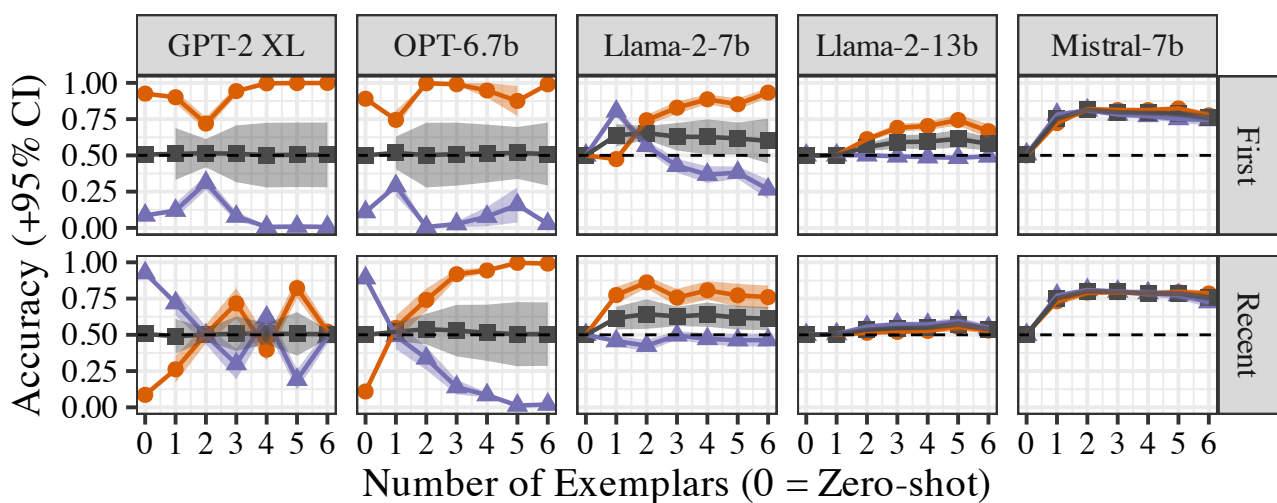 GPT-2 XL OPT-6.7b Llama-2-7b Llama-2-13b Mistral-7b
Accuracy (+95% CI)
1.00
0.75
0.50
0.25
0.00
First
1.00
0.75
0.50
0.25
0.00
Recent
0 1 2 3 4 5 6 0 1 2 3 4 5 6 0 1 2 3 4 5 6 0 1 2 3 4 5 6 0 1 2 3 4 5 6
Number of Exemplars (0 = Zero-shot)